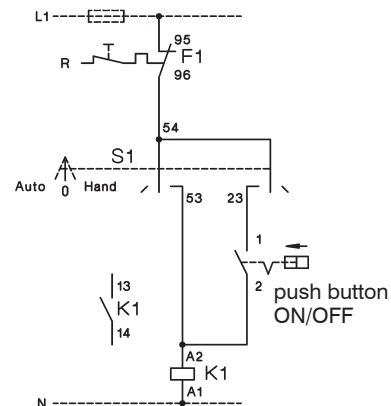 L1
95
F1
R
96
54
S1
Auto 0 Hand
53 23
1
13
K1
14
2
push button
ON/OFF
A2
K1
A1
N